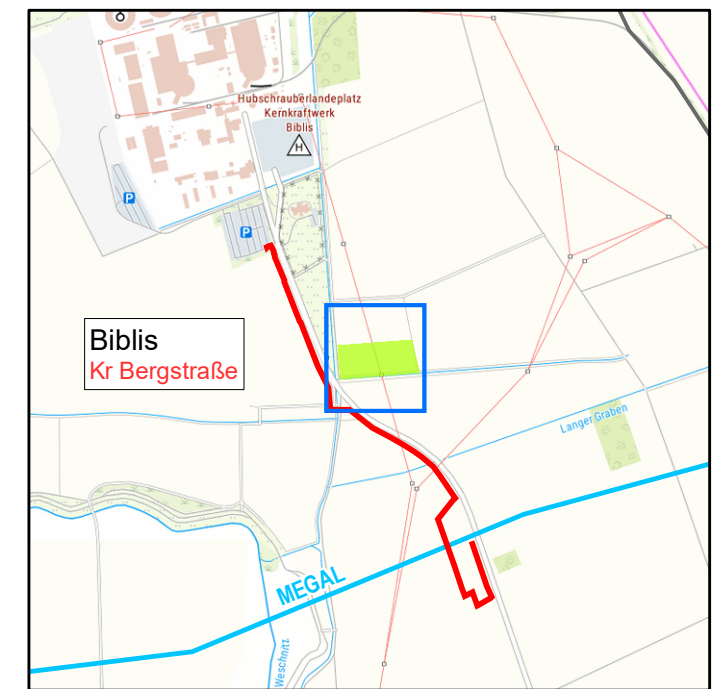 Hubschrauberlandeplatz
Kernkraftwerk
Biblis
H
P
P
Biblis
Kr Bergstraße
Langer Graben
MEGAL
Weschnitz